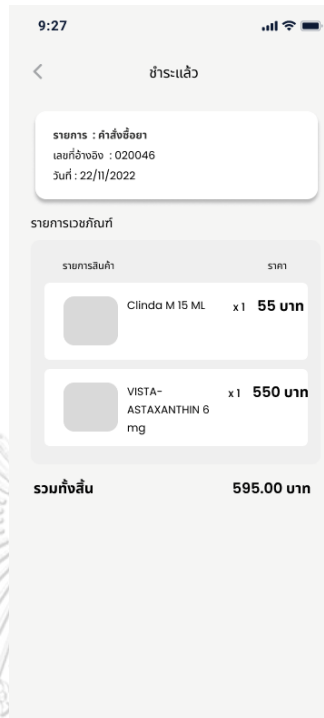 9:27
ชำระแล้ว
รายการ : คำสั่งซื้อยา
เลขที่อ้างอิง : 020046
วันที่ : 22/11/2022
รายการเวชภัณฑ์
รายการสินค้า ราคา
Clinda M 15 ML x 1 55 บาท
VISTA- x 1 550 บาท
ASTAXANTHIN 6
mg
รวมทั้งสิ้น 595.00 บาท